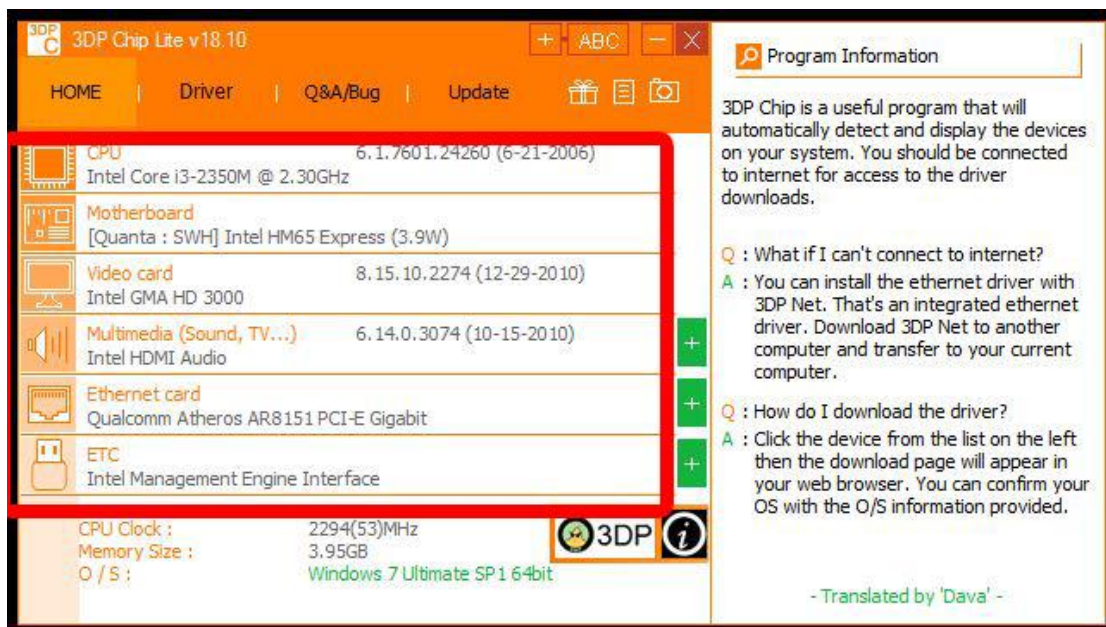 3DP C 3DP Chip Lite v18.10 + ABC
HOME | Driver | Q&A/Bug | Update
CPU 6.1.7601.24260 (6-21-2006)
Intel Core i3-2350M @ 2.30GHz
Motherboard
[Quanta : SWH] Intel HM65 Express (3.9W)
Video card 8.15.10.2274 (12-29-2010)
Intel GMA HD 3000
Multimedia (Sound, TV...) 6.14.0.3074 (10-15-2010)
Intel HDMI Audio
Ethernet card
Qualcomm Atheros AR8151 PCI-E Gigabit
ETC
Intel Management Engine Interface
CPU Clock : 2294(53)MHz
Memory Size : 3.95GB
O / S : Windows 7 Ultimate SP1 64bit
3DP i
Program Information
3DP Chip is a useful program that will
automatically detect and display the devices
on your system. You should be connected
to internet for access to the driver
downloads.
Q : What if I can't connect to internet?
A : You can install the ethernet driver with
3DP Net. That's an integrated ethernet
driver. Download 3DP Net to another
computer and transfer to your current
computer.
Q : How do I download the driver?
A : Click the device from the list on the left
then the download page will appear in
your web browser. You can confirm your
OS with the O/S information provided.
- Translated by 'Dava' -